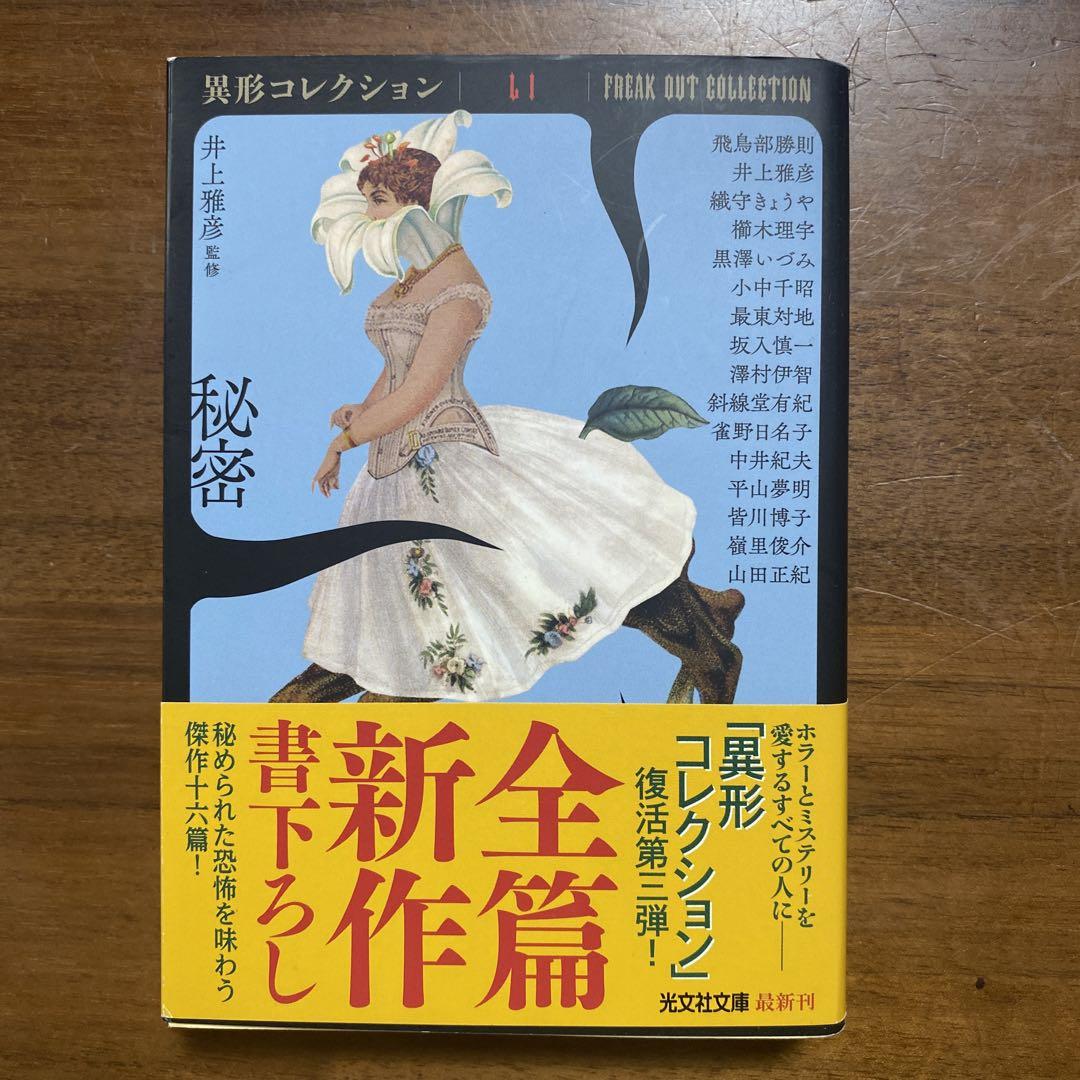 異形コレクション LI FREAK OUT COLLECTION
井上雅彦 監修
秘密
飛鳥部勝則
井上雅彦
織守きょうや
櫛木理宇
黒澤いづみ
小中千昭
最東対地
坂入慎一
澤村伊智
斜線堂有紀
雀野日名子
中井紀夫
平山夢明
皆川博子
嶺里俊介
山田正紀
ホラーとミステリーを
愛するすべての人に――
「異形
コレクション」
復活第三弾!
全篇
新作
書下ろし
秘められた恐怖を味わう
傑作十六篇!
光文社文庫 最新刊